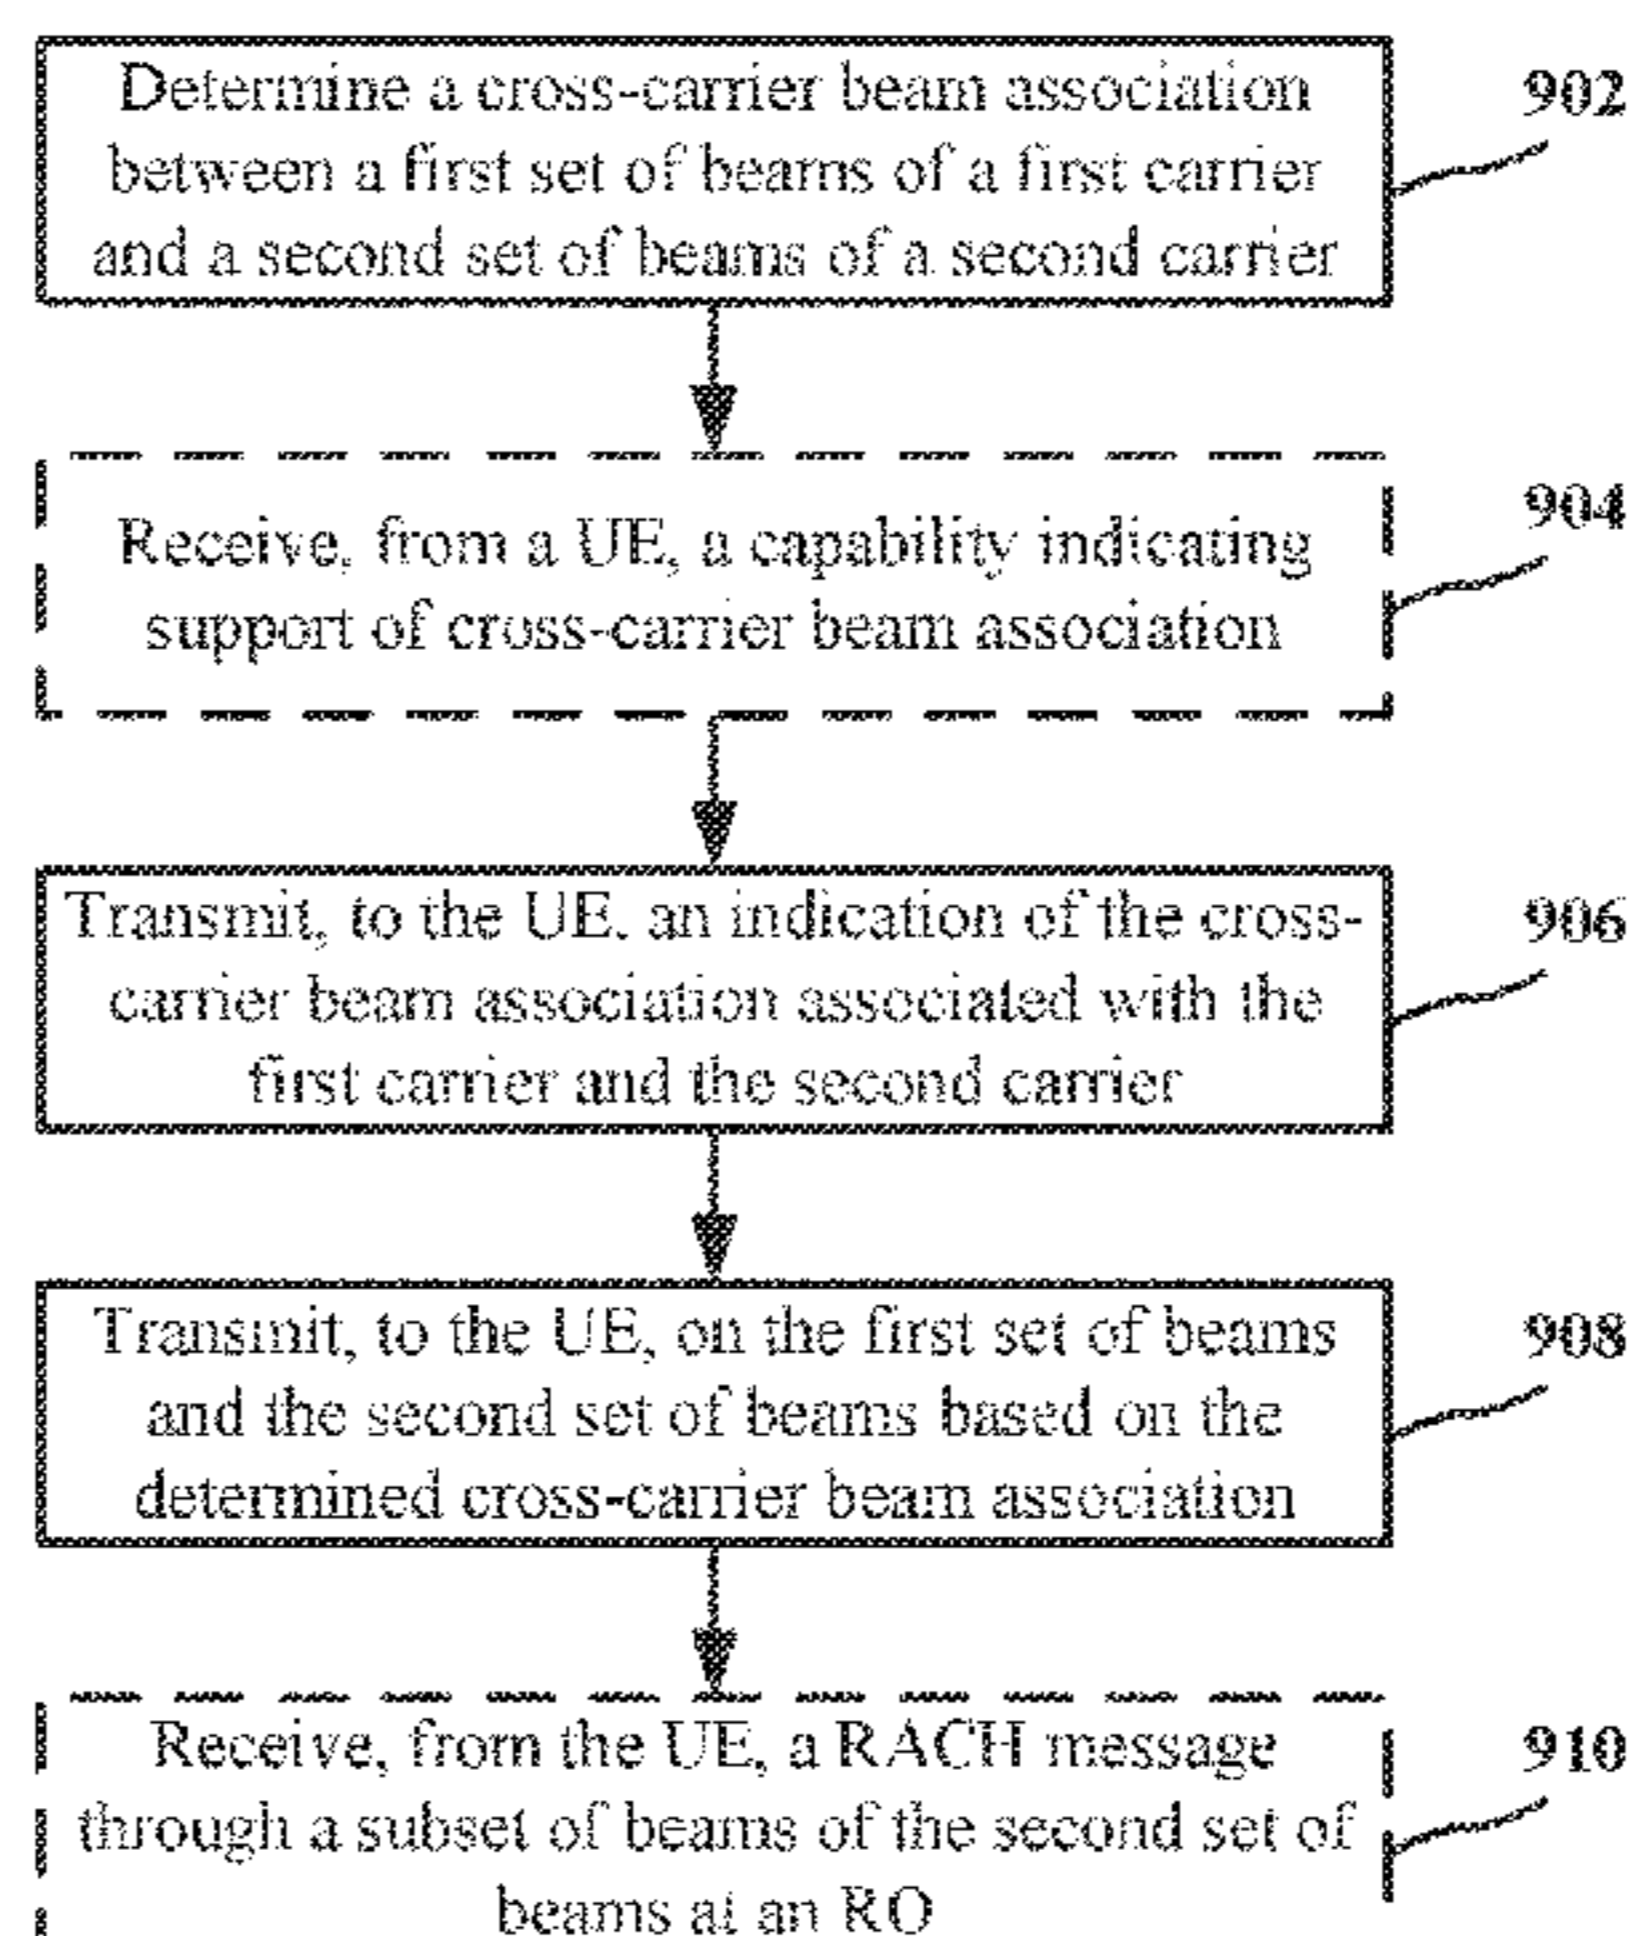 Determine a cross-carrier beam association
between a first set of beams of a first carrier
and a second set of beams of a second carrier
902
Receive, from a UE, a capability indicating
support of cross-carrier beam association
904
Transmit, to the UE, an indication of the cross-
carrier beam association associated with the
first carrier and the second carrier
906
Transmit, to the UE, on the first set of beams
and the second set of beams based on the
determined cross-carrier beam association
908
Receive, from the UE, a RACH message
through a subset of beams of the second set of
beams at an RO
910